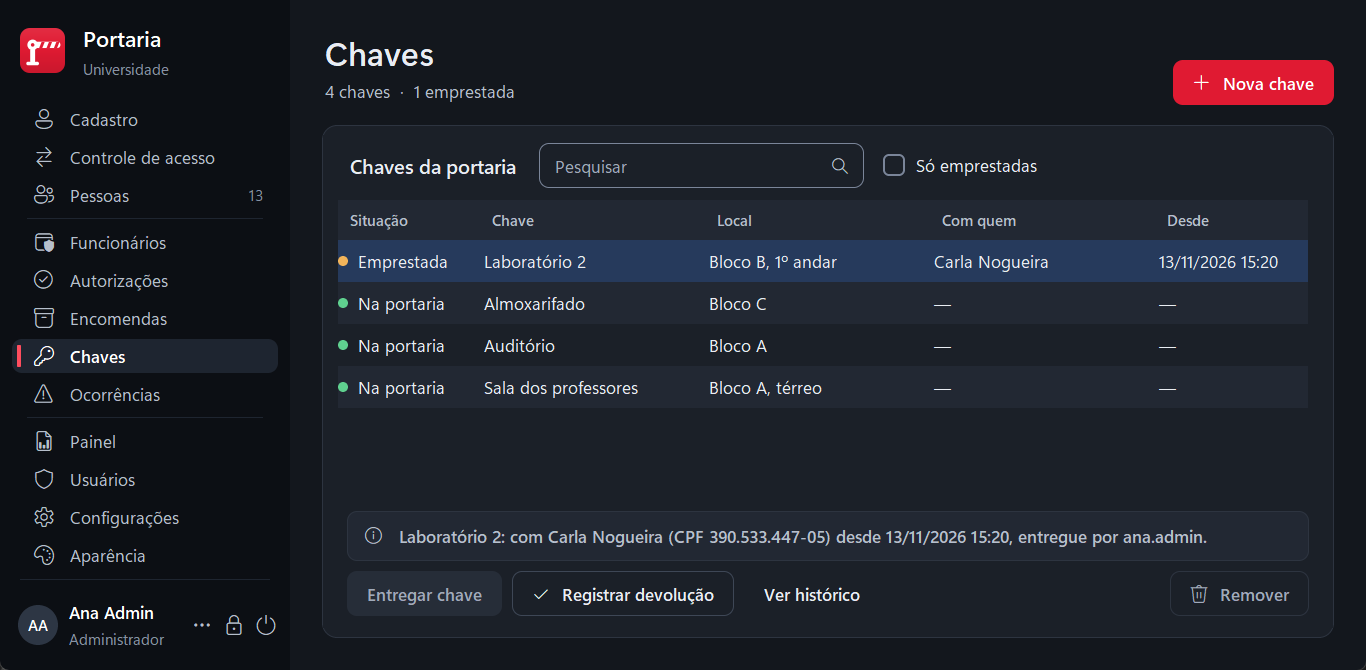 Portaria
Universidade
Cadastro
Controle de acesso
Pessoas 13
Funcionários
Autorizações
Encomendas
Chaves
Ocorrências
Painel
Usuários
Configurações
Aparência
AA
Ana Admin
Administrador
Chaves
4 chaves · 1 emprestada
Nova chave
Chaves da portaria
Pesquisar
Só emprestadas
Situação Chave Local Com quem Desde
Emprestada Laboratório 2 Bloco B, 1º andar Carla Nogueira 13/11/2026 15:20
Na portaria Almoxarifado Bloco C — —
Na portaria Auditório Bloco A — —
Na portaria Sala dos professores Bloco A, térreo — —
Laboratório 2: com Carla Nogueira (CPF 390.533.447-05) desde 13/11/2026 15:20, entregue por ana.admin.
Entregar chave Registrar devolução Ver histórico Remover